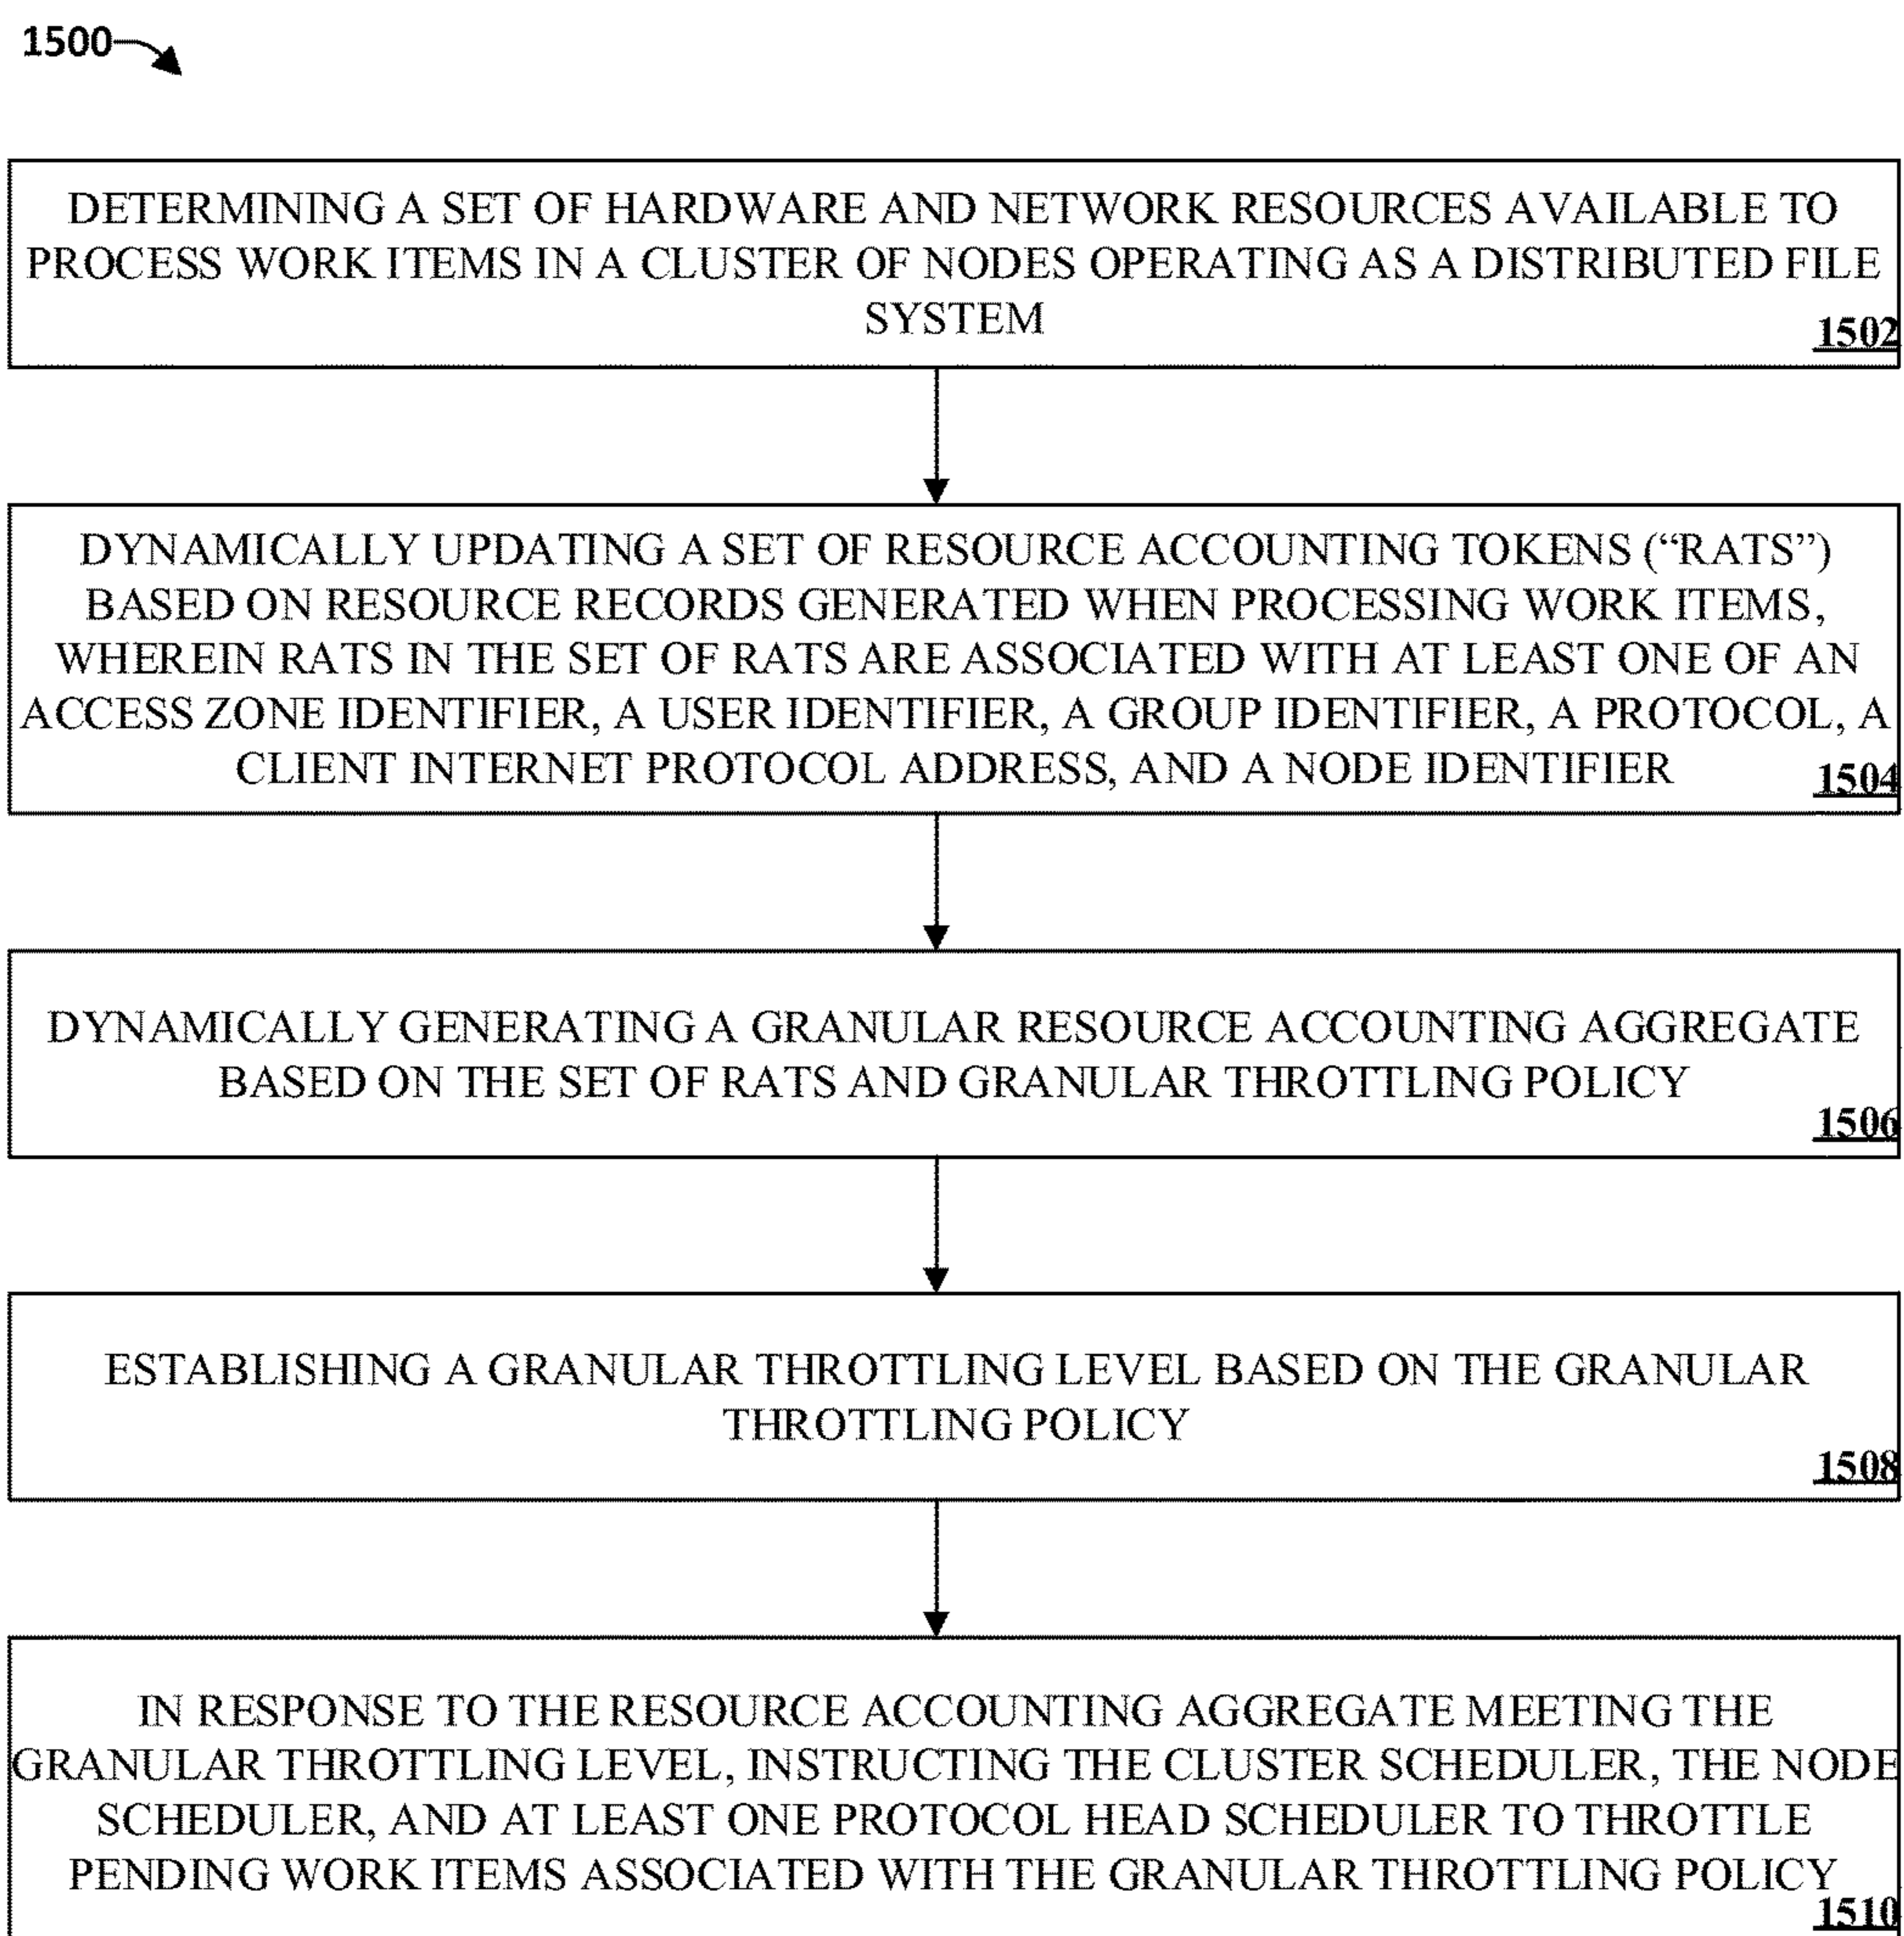 1500
DETERMINING A SET OF HARDWARE AND NETWORK RESOURCES AVAILABLE TO
PROCESS WORK ITEMS IN A CLUSTER OF NODES OPERATING AS A DISTRIBUTED FILE
SYSTEM
1502
DYNAMICALLY UPDATING A SET OF RESOURCE ACCOUNTING TOKENS (“RATS”)
BASED ON RESOURCE RECORDS GENERATED WHEN PROCESSING WORK ITEMS,
WHEREIN RATS IN THE SET OF RATS ARE ASSOCIATED WITH AT LEAST ONE OF AN
ACCESS ZONE IDENTIFIER, A USER IDENTIFIER, A GROUP IDENTIFIER, A PROTOCOL, A
CLIENT INTERNET PROTOCOL ADDRESS, AND A NODE IDENTIFIER
1504
DYNAMICALLY GENERATING A GRANULAR RESOURCE ACCOUNTING AGGREGATE
BASED ON THE SET OF RATS AND GRANULAR THROTTLING POLICY
1506
ESTABLISHING A GRANULAR THROTTLING LEVEL BASED ON THE GRANULAR
THROTTLING POLICY
1508
IN RESPONSE TO THE RESOURCE ACCOUNTING AGGREGATE MEETING THE
GRANULAR THROTTLING LEVEL, INSTRUCTING THE CLUSTER SCHEDULER, THE NODE
SCHEDULER, AND AT LEAST ONE PROTOCOL HEAD SCHEDULER TO THROTTLE
PENDING WORK ITEMS ASSOCIATED WITH THE GRANULAR THROTTLING POLICY
1510